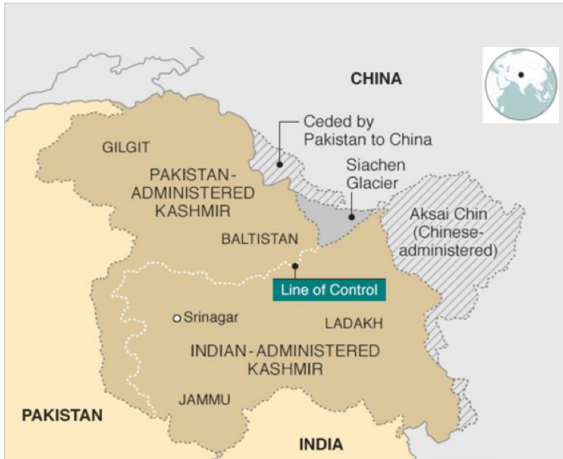 CHINA
Ceded by
Pakistan to China
Siachen
Glacier
GILGIT
PAKISTAN-
ADMINISTERED
KASHMIR
Aksai Chin
(Chinese-
administered)
BALTISTAN
Line of Control
Srinagar
LADAKH
INDIAN-ADMINISTERED
KASHMIR
JAMMU
PAKISTAN
INDIA